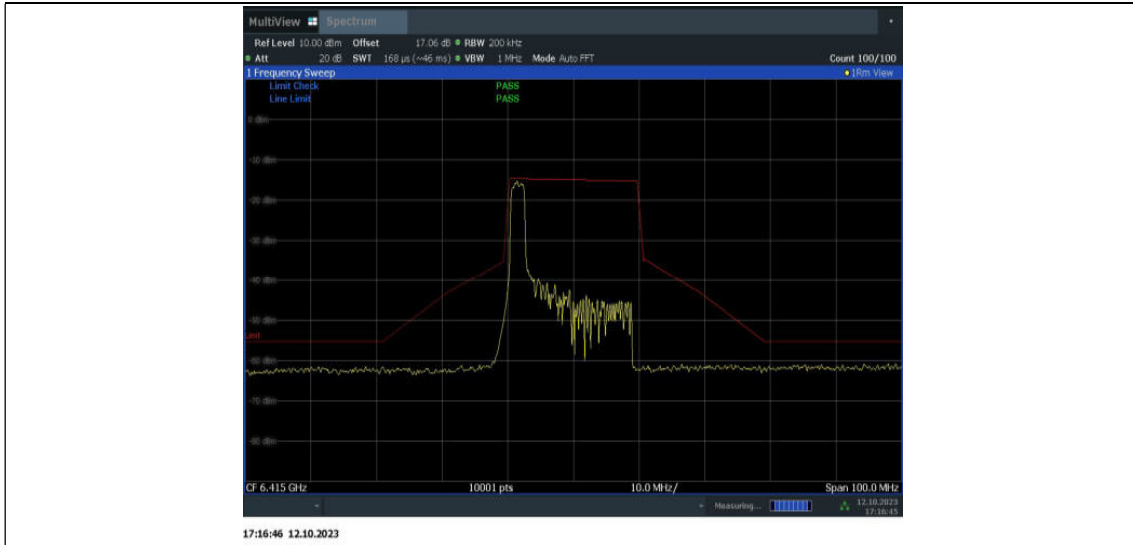 MultiView Spectrum
Ref Level 10.00 dBm Offset 17.06 dB RBW 200 kHz
Att 20 dB SWT 168 µs (~46 ms) VBW 1 MHz Mode Auto FFT Count 100/100
1 Frequency Sweep 1Rm View
Limit Check PASS
Line Limit PASS
0 dBm
-10 dBm
-20 dBm
-30 dBm
-40 dBm
-50 dBm
-60 dBm
-70 dBm
-80 dBm
CF 6.415 GHz 10001 pts 10.0 MHz/ Span 100.0 MHz
Measuring... 12.10.2023
17:16:45
17:16:46 12.10.2023